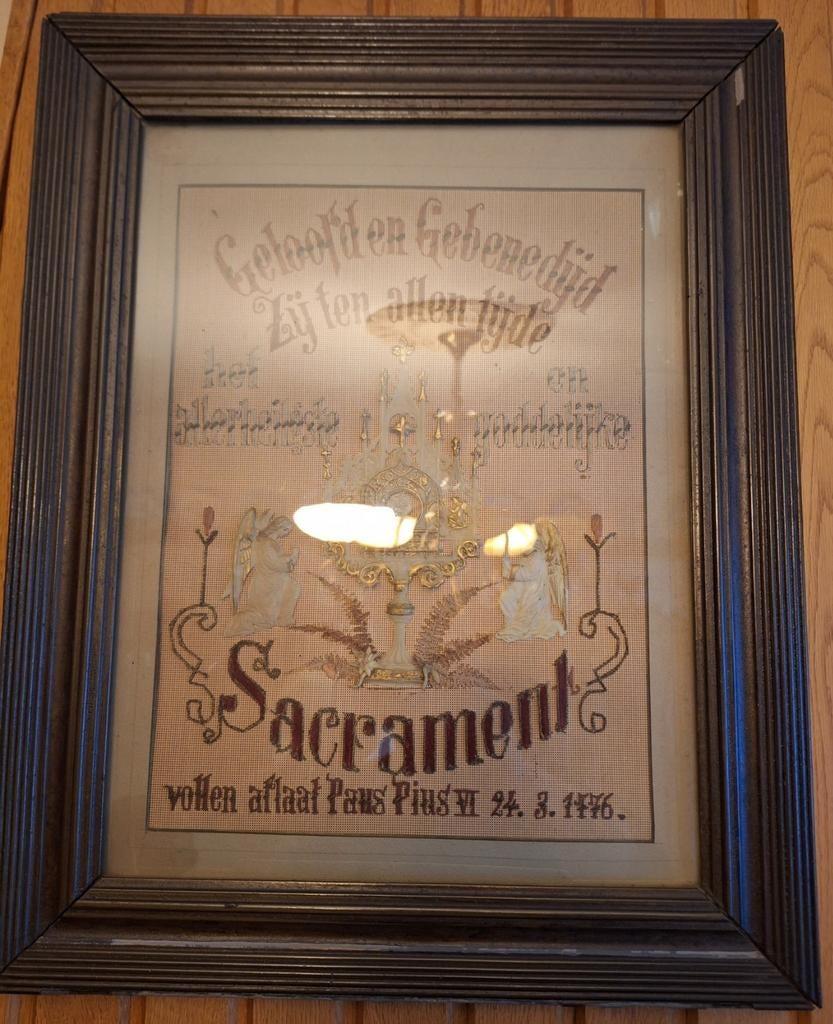 Geloofd en Gebenedijd
Zij ten allen tijde
het en
allerheiligste goddelijke
Sacrament
vollen aflaat Paus Pius VI 24. 3. 1776.